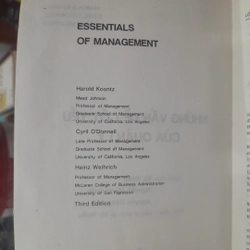 ESSENTIALS
OF MANAGEMENT
Harold Koontz
Mead Johnson
Professor of Management
Graduate School of Management
University of California, Los Angeles
Cyril O'Donnell
Late Professor of Management
Graduate School of Management
University of California, Los Angeles
Heinz Weihrich
Professor of Management
McLaren College of Business Administration
University of San Francisco
Third Edition